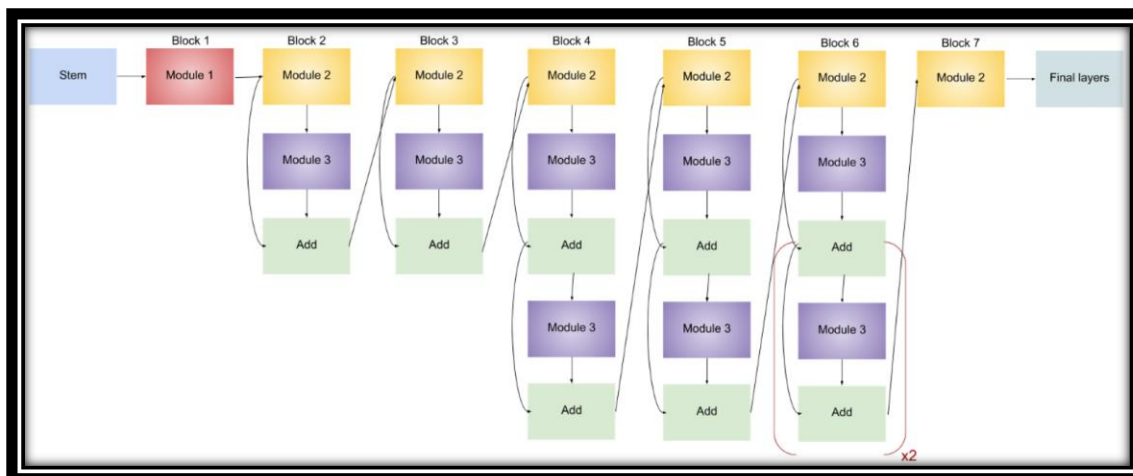 Block 1
Block 2
Block 3
Block 4
Block 5
Block 6
Block 7
Stem
Module 1
Module 2
Module 2
Module 2
Module 2
Module 2
Module 2
Final layers
Module 3
Module 3
Module 3
Module 3
Module 3
Add
Add
Add
Add
Add
Module 3
Module 3
Module 3
Add
Add
Add
x2